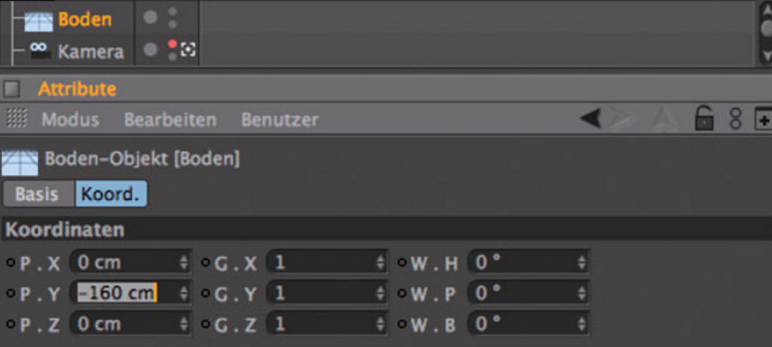 Boden
Kamera
Attribute
Modus Bearbeiten Benutzer
Boden-Objekt [Boden]
Basis Koord.
Koordinaten
P . X 0 cm G . X 1 W . H 0 °
P . Y -160 cm G . Y 1 W . P 0 °
P . Z 0 cm G . Z 1 W . B 0 °